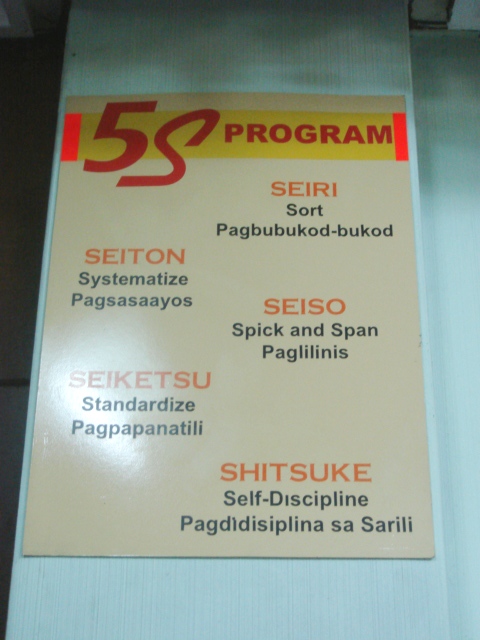 5S PROGRAM
SEIRI
Sort
Pagbubukod-bukod
SEITON
Systematize
Pagsasaayos
SEISO
Spick and Span
Paglilinis
SEIKETSU
Standardize
Pagpapanatili
SHITSUKE
Self-Discipline
Pagdidisiplina sa Sarili